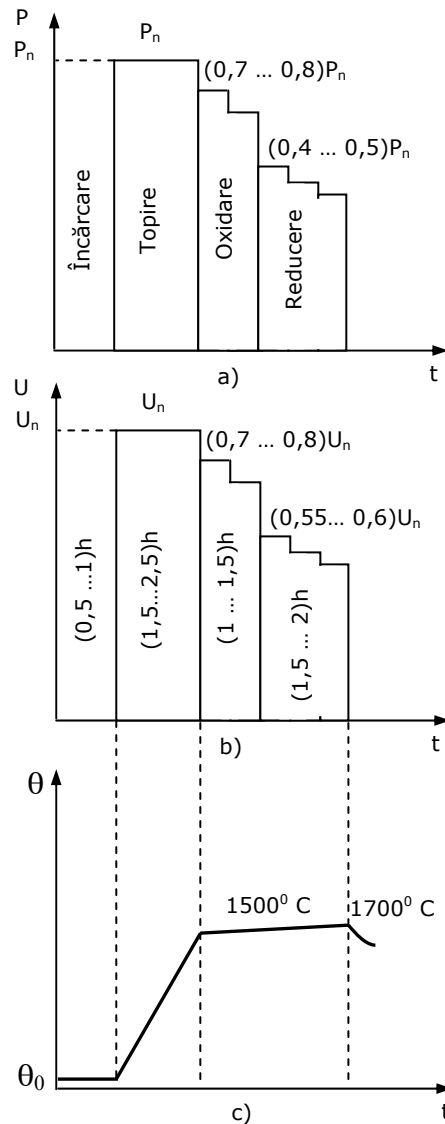 P
Pₙ
Pₙ
(0,7 ... 0,8)Pₙ
(0,4 ... 0,5)Pₙ
Încărcare
Topire
Oxidare
Reducere
a)
t
U
Uₙ
Uₙ
(0,7 ... 0,8)Uₙ
(0,55... 0,6)Uₙ
(0,5 ...1)h
(1,5...2,5)h
(1 ... 1,5)h
(1,5 ... 2)h
b)
t
θ
1500⁰ C
1700⁰ C
θ₀
c)
t